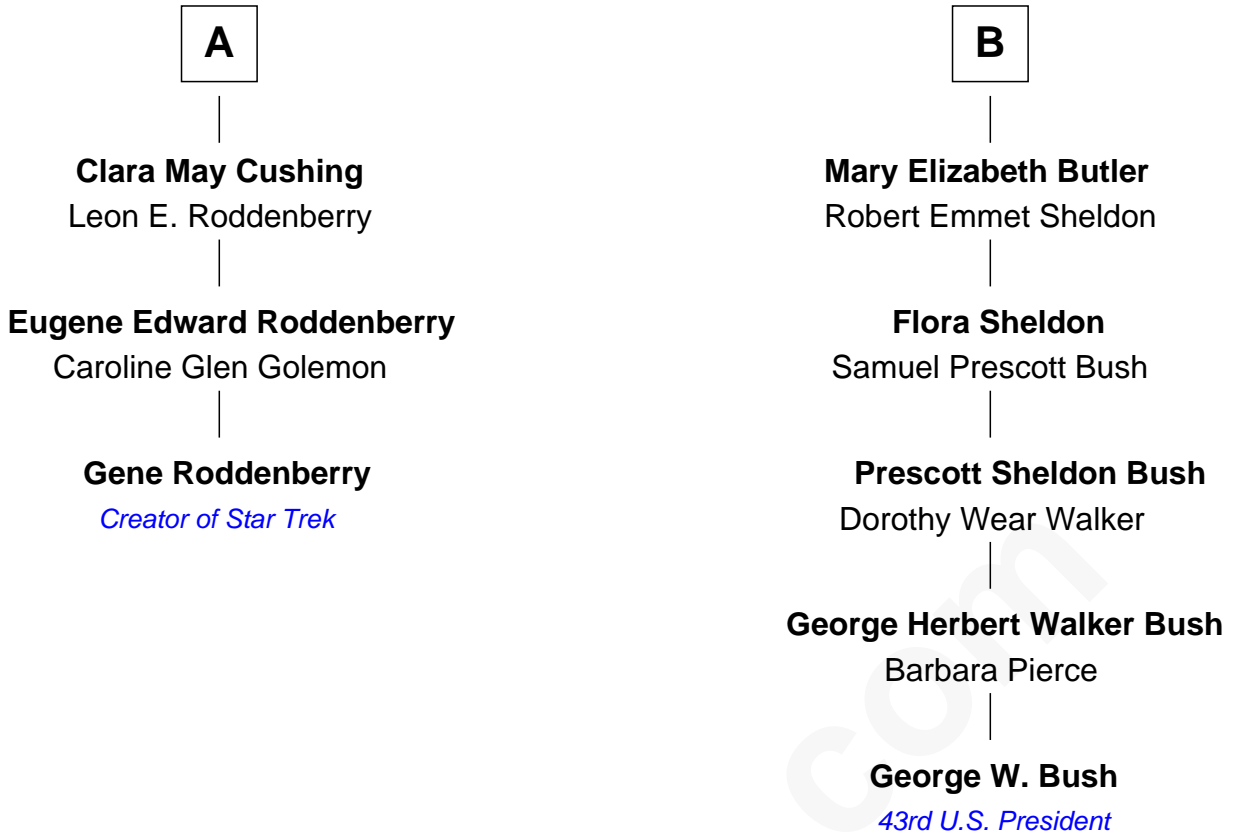 A
Clara May Cushing
Leon E. Roddenberry
Eugene Edward Roddenberry
Caroline Glen Golemon
Gene Roddenberry
Creator of Star Trek
B
Mary Elizabeth Butler
Robert Emmet Sheldon
Flora Sheldon
Samuel Prescott Bush
Prescott Sheldon Bush
Dorothy Wear Walker
George Herbert Walker Bush
Barbara Pierce
George W. Bush
43rd U.S. President
com